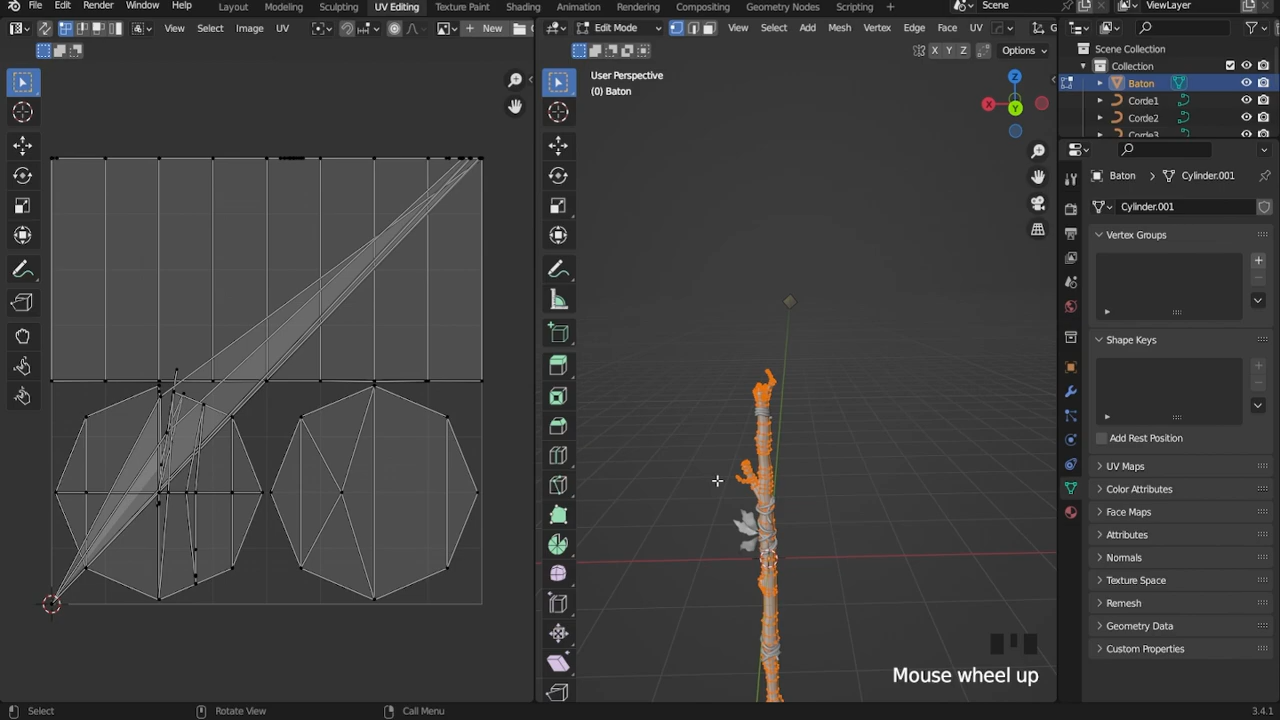 File Edit Render Window Help Layout Modeling Sculpting UV Editing Texture Paint Shading Animation Rendering Compositing Geometry Nodes Scripting + Scene ViewLayer
View Select Image UV New Edit Mode View Select Add Mesh Vertex Edge Face UV G
X Y Z Options
Scene Collection
Collection
Baton
Corde1
Corde2
Corde3
User Perspective
(0) Baton
Z
X
Y
Baton > Cylinder.001
Cylinder.001
Vertex Groups
Shape Keys
Add Rest Position
UV Maps
Color Attributes
Face Maps
Attributes
Normals
Texture Space
Remesh
Geometry Data
Custom Properties
Mouse wheel up
Select Rotate View Call Menu 3.4.1